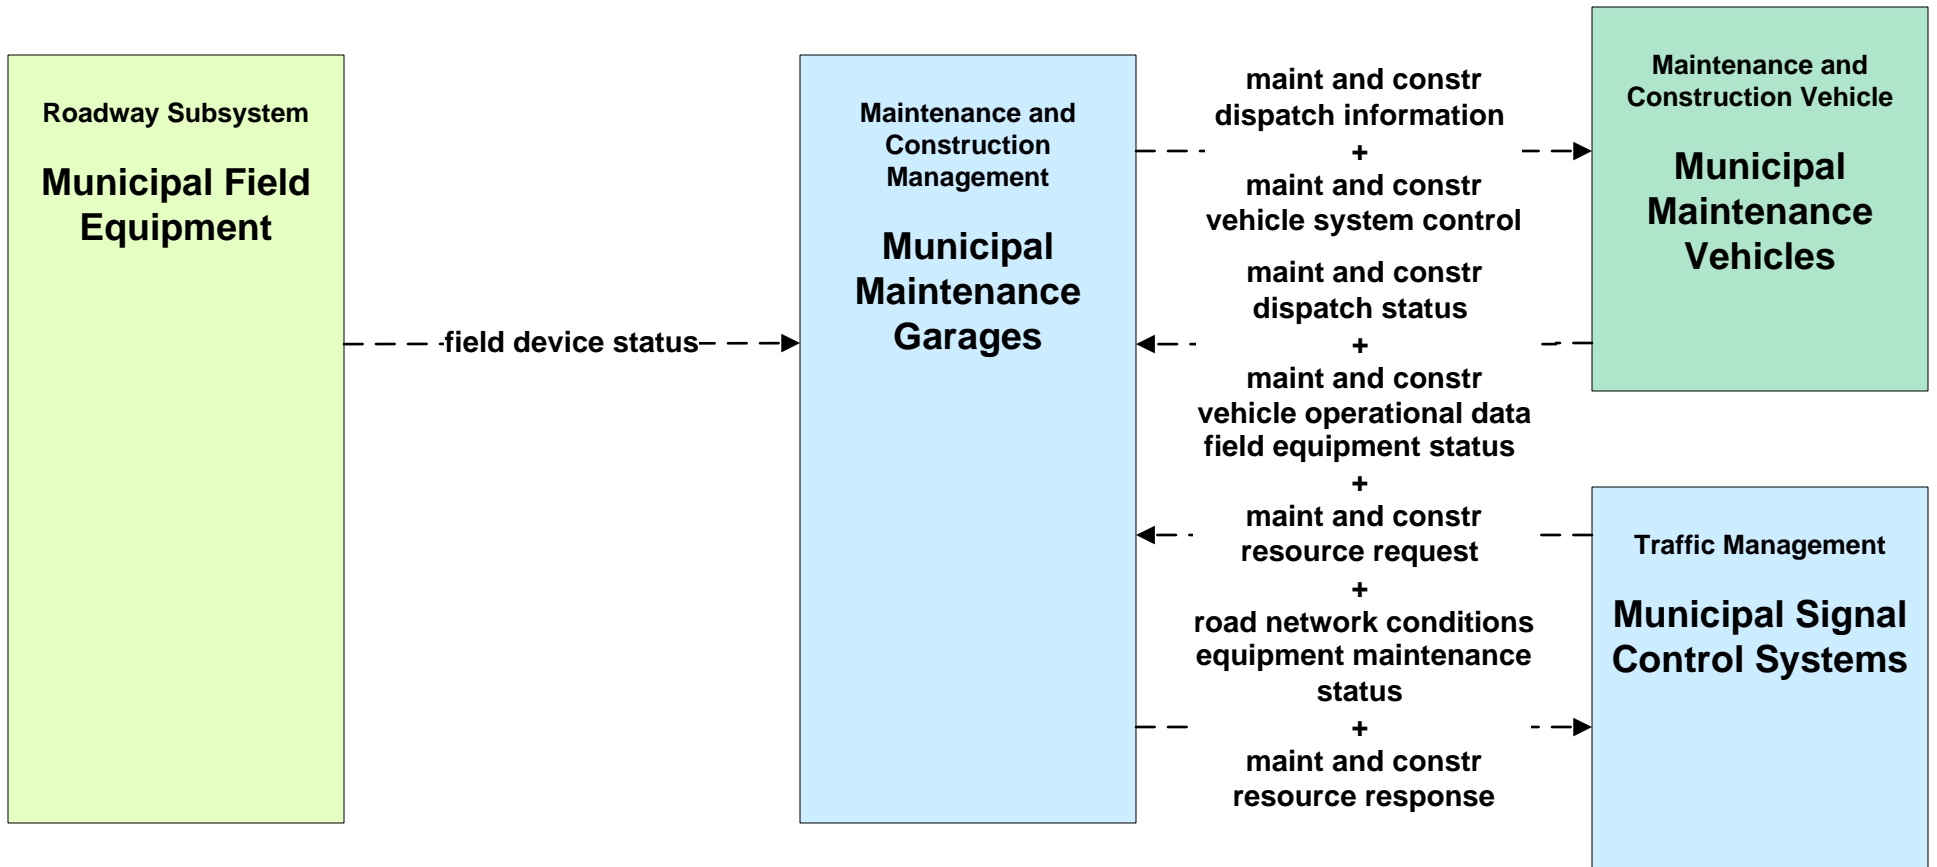 Roadway Subsystem
Municipal Field
Equipment
field device status
Maintenance and
Construction
Management
Municipal
Maintenance
Garages
maint and constr
dispatch information
+
maint and constr
vehicle system control
maint and constr
dispatch status
+
maint and constr
vehicle operational data
field equipment status
+
maint and constr
resource request
+
road network conditions
equipment maintenance
status
+
maint and constr
resource response
Maintenance and
Construction Vehicle
Municipal
Maintenance
Vehicles
Traffic Management
Municipal Signal
Control Systems